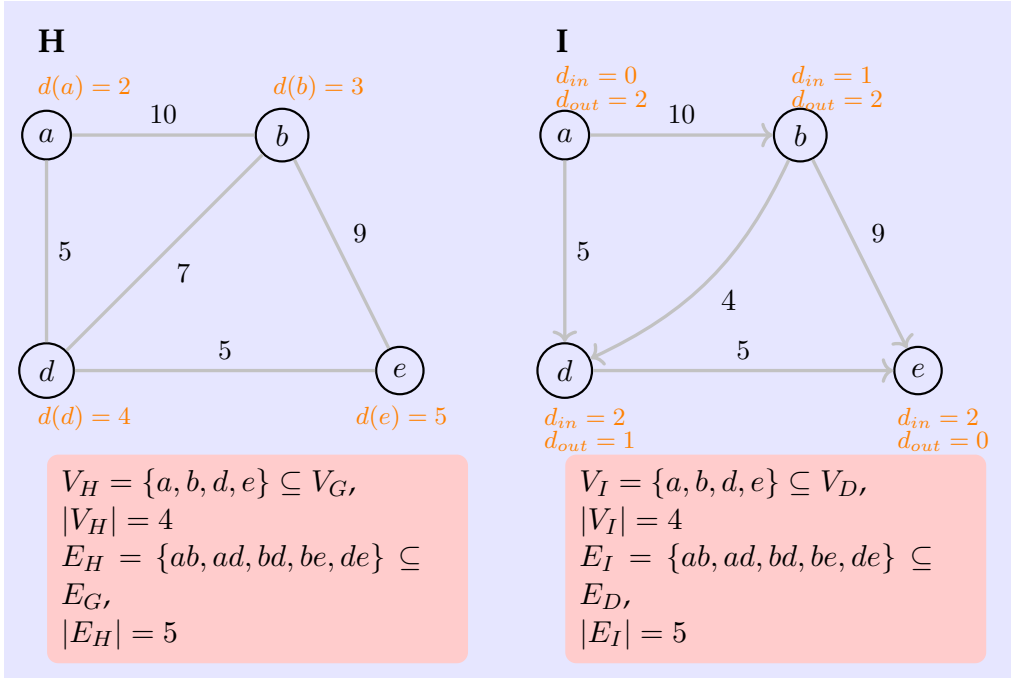 H
d(a) = 2
d(b) = 3
a
10
b
5
7
9
d
5
e
d(d) = 4
d(e) = 5
V_H = {a, b, d, e} ⊆ V_G,
|V_H| = 4
E_H = {ab, ad, bd, be, de} ⊆
E_G,
|E_H| = 5
I
d_in = 0
d_out = 2
d_in = 1
d_out = 2
a
10
b
5
4
9
d
5
e
d_in = 2
d_out = 1
d_in = 2
d_out = 0
V_I = {a, b, d, e} ⊆ V_D,
|V_I| = 4
E_I = {ab, ad, bd, be, de} ⊆
E_D,
|E_I| = 5